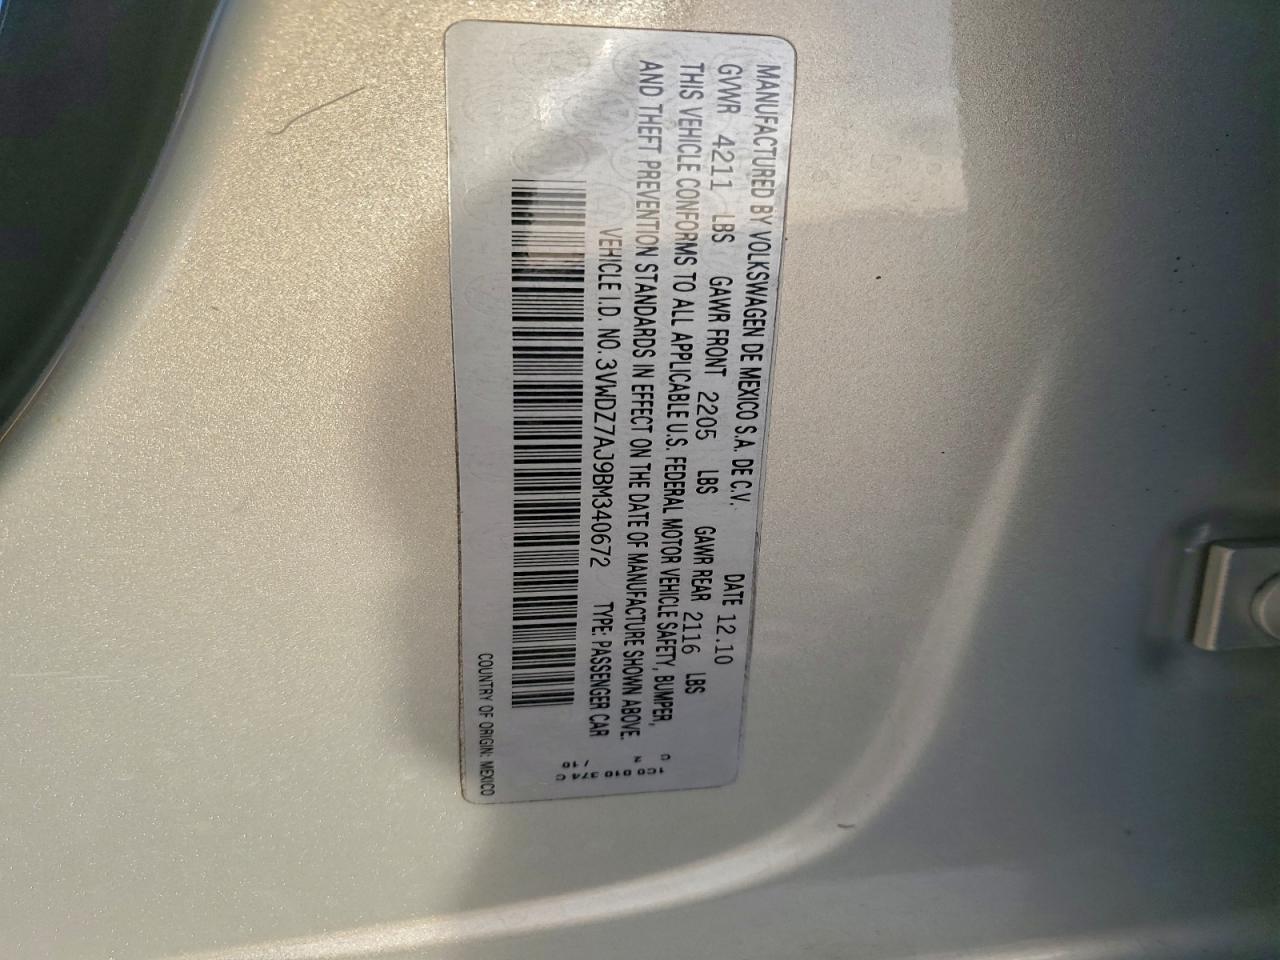 MANUFACTURED BY VOLKSWAGEN DE MEXICO S.A. DE C.V. DATE 12.10
GVWR 4211 LBS GAWR FRONT 2205 LBS GAWR REAR 2116 LBS
THIS VEHICLE CONFORMS TO ALL APPLICABLE U.S. FEDERAL MOTOR VEHICLE SAFETY, BUMPER,
AND THEFT PREVENTION STANDARDS IN EFFECT ON THE DATE OF MANUFACTURE SHOWN ABOVE.
VEHICLE I.D. NO. 3VWDZ7AJ9BM340672 TYPE: PASSENGER CAR
COUNTRY OF ORIGIN: MEXICO
1C0 010 374 C